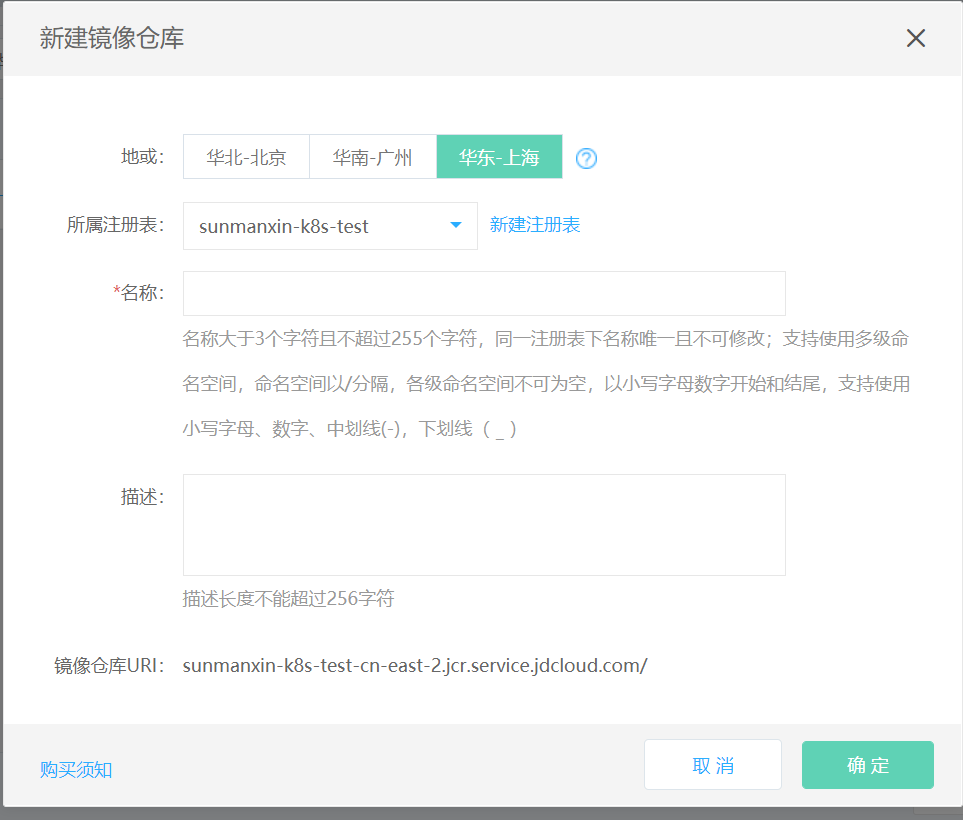 新建镜像仓库
地或：
华北-北京 华南-广州 华东-上海 ?
所属注册表： sunmanxin-k8s-test 新建注册表
*名称：
名称大于3个字符且不超过255个字符，同一注册表下名称唯一且不可修改；支持使用多级命
名空间，命名空间以/分隔，各级命名空间不可为空，以小写字母数字开始和结尾，支持使用
小写字母、数字、中划线(-)，下划线（ _ ）
描述：
描述长度不能超过256字符
镜像仓库URI： sunmanxin-k8s-test-cn-east-2.jcr.service.jdcloud.com/
购买须知 取 消 确 定